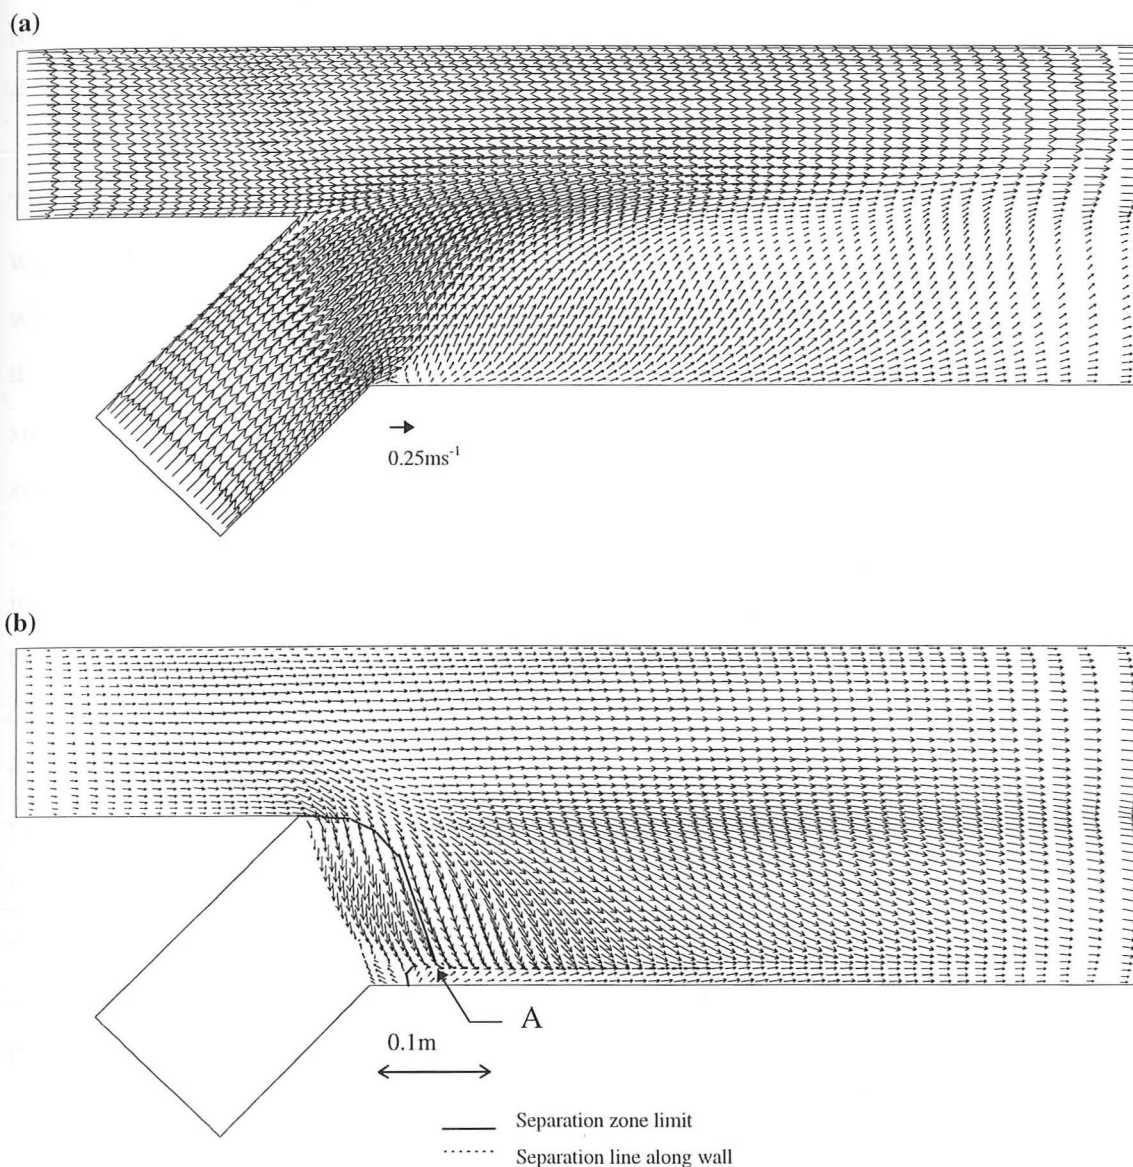 (a)
0.25ms⁻¹
(b)
A
0.1m
Separation zone limit
Separation line along wall